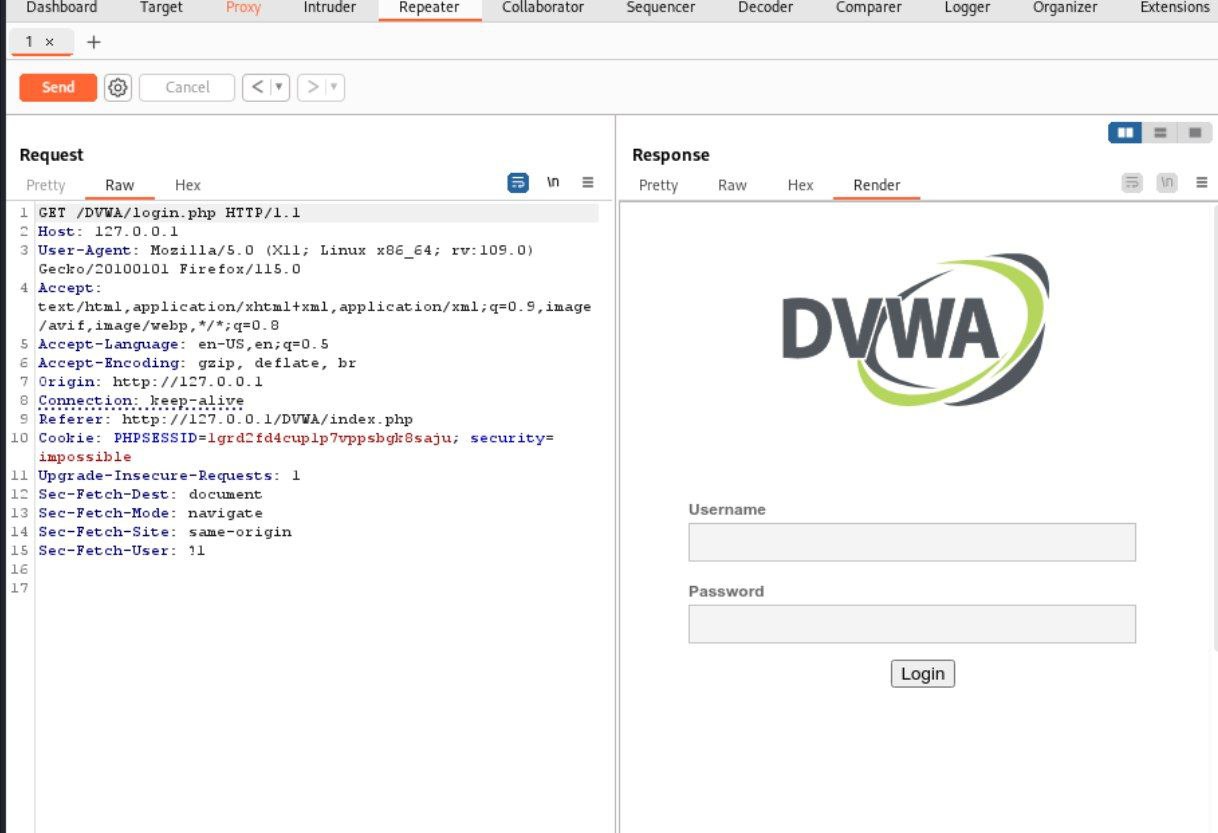 Dashboard Target Proxy Intruder Repeater Collaborator Sequencer Decoder Comparer Logger Organizer Extensions
1 × +
Send Cancel < >
Request
Pretty Raw Hex \n
1 GET /DVWA/login.php HTTP/1.1
2 Host: 127.0.0.1
3 User-Agent: Mozilla/5.0 (X11; Linux x86_64; rv:109.0)
Gecko/20100101 Firefox/115.0
4 Accept:
text/html,application/xhtml+xml,application/xml;q=0.9,image
/avif,image/webp,*/*;q=0.8
5 Accept-Language: en-US,en;q=0.5
6 Accept-Encoding: gzip, deflate, br
7 Origin: http://127.0.0.1
8 Connection: keep-alive
9 Referer: http://127.0.0.1/DVWA/index.php
10 Cookie: PHPSESSID=lgrd2fd4cuplp7vppsbgk8saju; security=
impossible
11 Upgrade-Insecure-Requests: 1
12 Sec-Fetch-Dest: document
13 Sec-Fetch-Mode: navigate
14 Sec-Fetch-Site: same-origin
15 Sec-Fetch-User: ?1
16
17
Response
Pretty Raw Hex Render \n
DVWA
Username
Password
Login